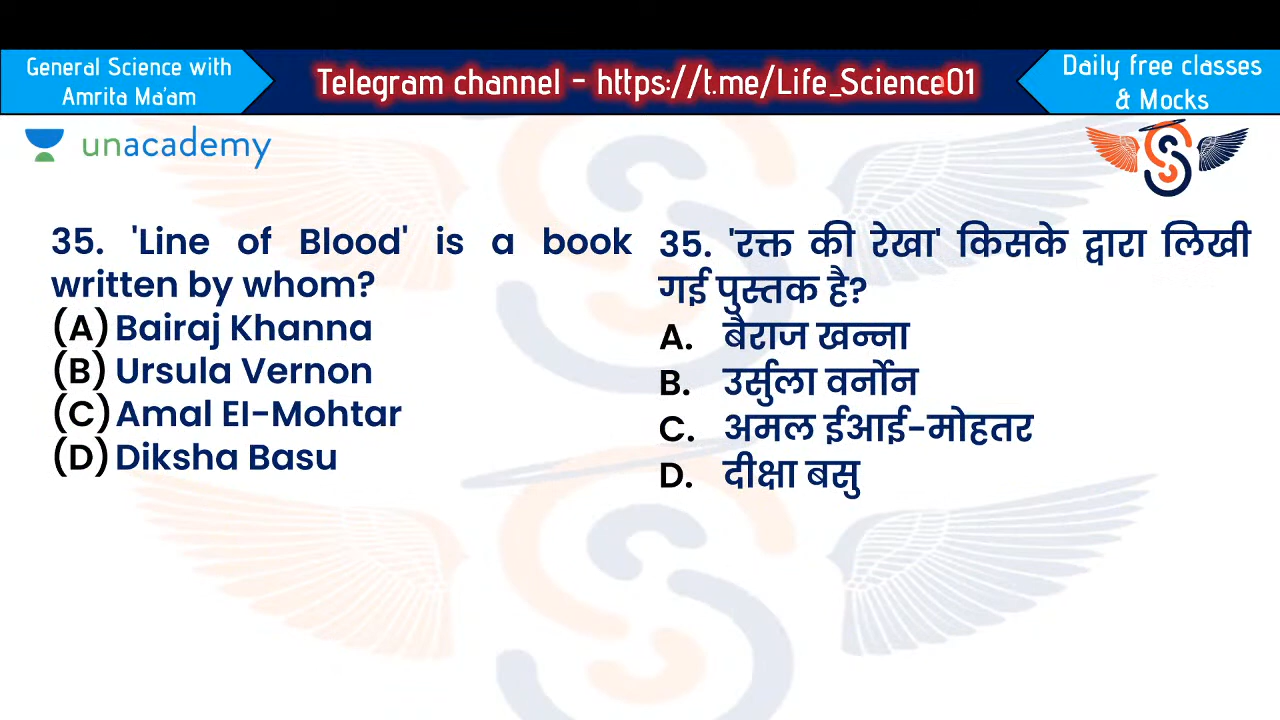 General Science with
Amrita Ma'am
Telegram channel - https://t.me/Life_Science01
Daily free classes
& Mocks
unacademy
35. 'Line of Blood' is a book
written by whom?
(A) Bairaj Khanna
(B) Ursula Vernon
(C) Amal EI-Mohtar
(D) Diksha Basu
35. 'रक्त की रेखा' किसके द्वारा लिखी
गई पुस्तक है?
A. बैराज खन्ना
B. उर्सुला वर्नोन
C. अमल ईआई-मोहतर
D. दीक्षा बसु